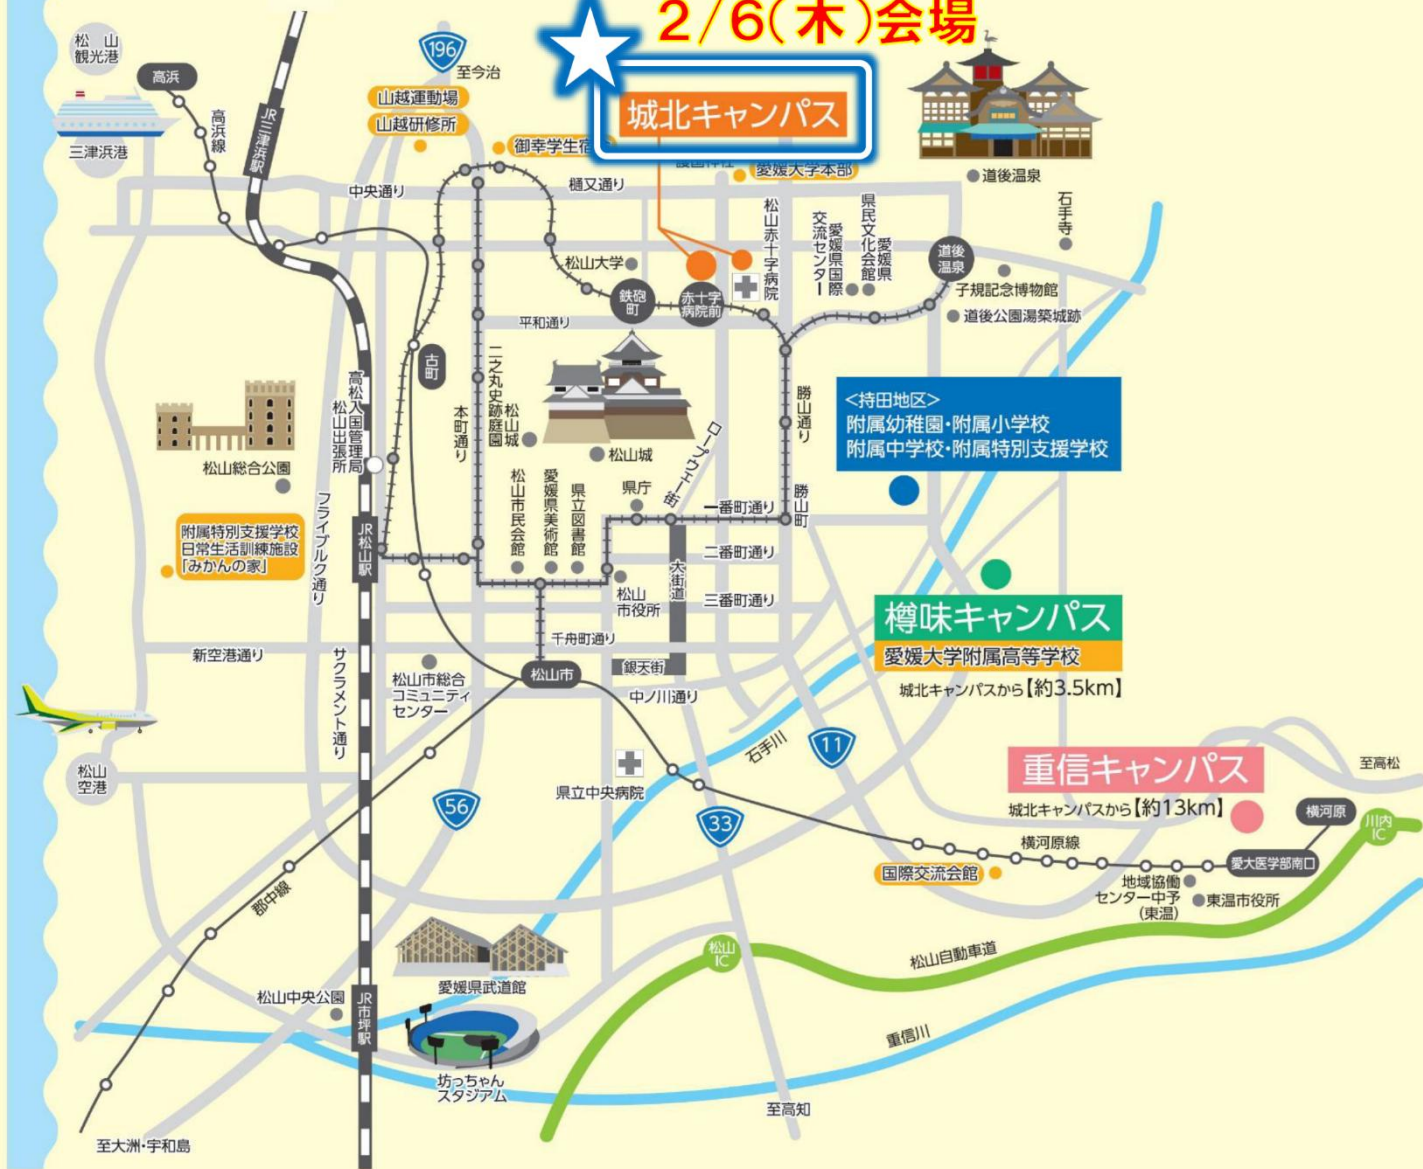 2/6(木)会場
城北キャンパス
松山
観光港
高浜
高浜線
三津浜港
JR三津浜駅
196
至今治
山越運動場
山越研修所
御幸学生宿
愛媛大学本部
道後温泉
中央通り
樋又通り
松山赤十字病院
愛媛県国際
交流センター
愛媛県
県民文化会館
石手寺
道後
温泉
子規記念博物館
道後公園湯築城跡
松山大学
鉄砲
町
赤十字
病院前
平和通り
古町
高松入国管理局
松山出張所
本町通り
二之丸史跡庭園
松山城
松山城
ロープウェー街
勝山通り
<持田地区>
附属幼稚園・附属小学校
附属中学校・附属特別支援学校
松山総合公園
松山市民会館
愛媛県美術館
県立図書館
県庁
一番町通り
勝山町
附属特別支援学校
日常生活訓練施設
「みかんの家」
フライブルク通り
JR松山駅
二番町通り
大街道
松山
市役所
三番町通り
樽味キャンパス
愛媛大学附属高等学校
城北キャンパスから【約3.5km】
千舟町通り
新空港通り
サクラメント通り
松山市総合
コミュニティ
センター
松山市
銀天街
中ノ川通り
石手川
11
松山
空港
県立中央病院
56
33
重信キャンパス
城北キャンパスから【約13km】
至高松
横河原
川内
IC
横河原線
愛大医学部南口
国際交流会館
地域協働
センター中予
(東温)
東温市役所
郡中線
松山
IC
松山自動車道
愛媛県武道館
松山中央公園
JR市坪駅
重信川
坊っちゃん
スタジアム
至高知
至大洲・宇和島